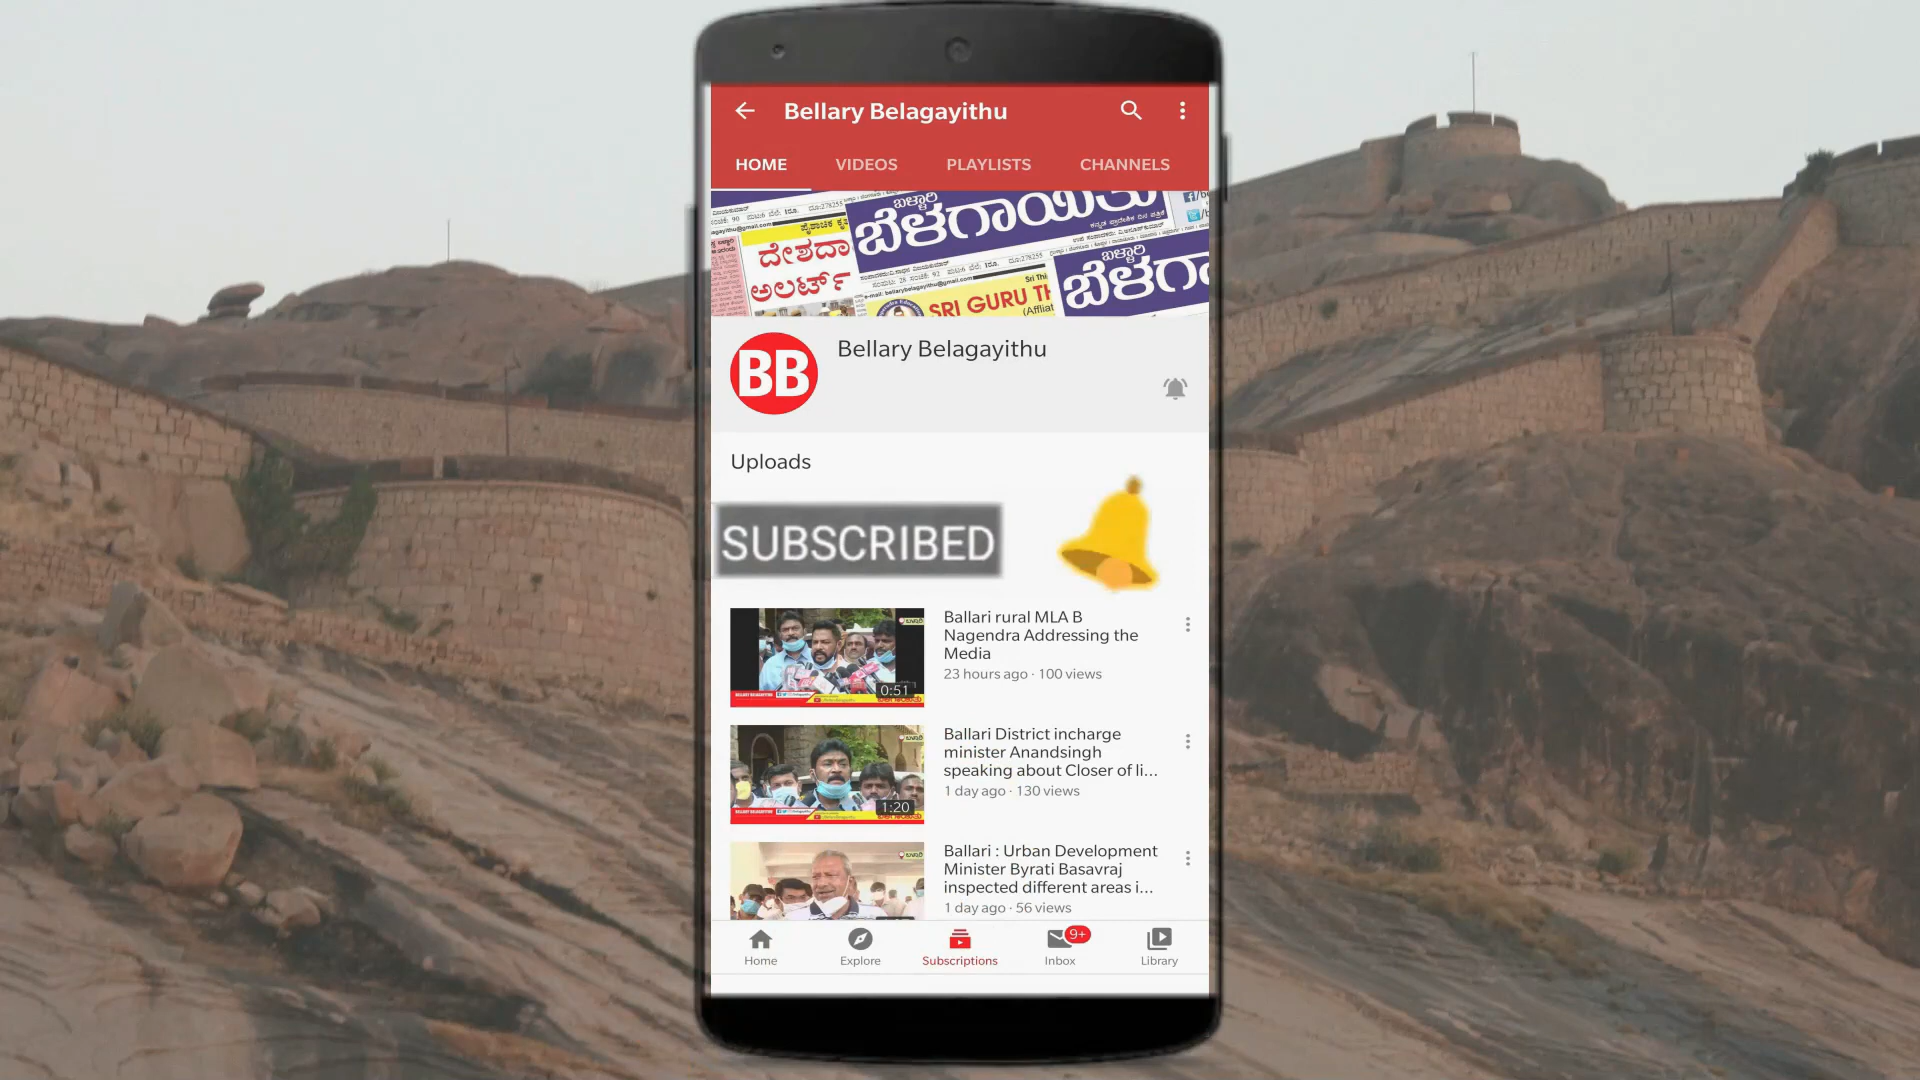 Bellary Belagayithu
HOME VIDEOS PLAYLISTS CHANNELS
ಬಳ್ಳಾರಿ
ಬೆಳಗಾಯಿತು
ದೇಶದಾ
ಅಲರ್ಟ್
SRI GURU TH
(Affliat
ಬಳ್ಳಾರಿ
ಬೆಳಗಾ
BB
Bellary Belagayithu
Uploads
SUBSCRIBED
Ballari rural MLA B
Nagendra Addressing the
Media
23 hours ago · 100 views
0:51
Ballari District incharge
minister Anandsingh
speaking about Closer of li...
1 day ago · 130 views
1:20
Ballari : Urban Development
Minister Byrati Basavraj
inspected different areas i...
1 day ago · 56 views
9+
Home Explore Subscriptions Inbox Library